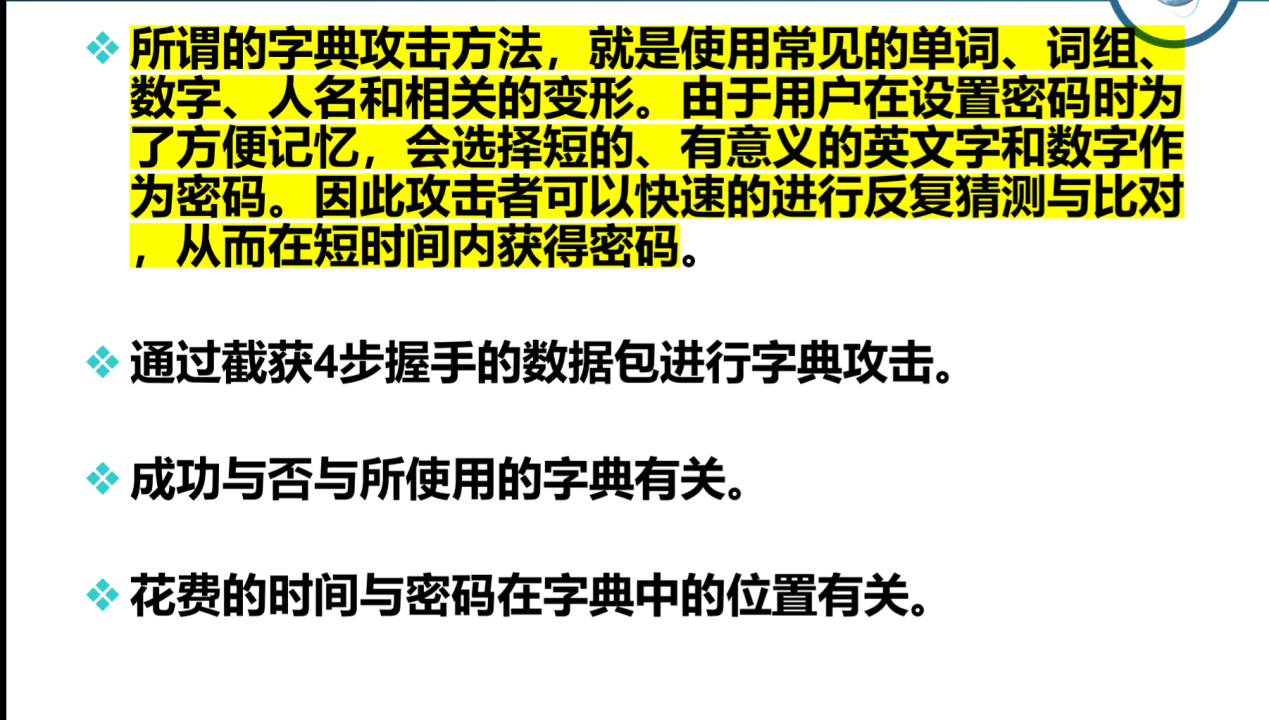 所谓的字典攻击方法，就是使用常见的单词、词组、
数字、人名和相关的变形。由于用户在设置密码时为
了方便记忆，会选择短的、有意义的英文字和数字作
为密码。因此攻击者可以快速的进行反复猜测与比对
，从而在短时间内获得密码。
通过截获4步握手的数据包进行字典攻击。
成功与否与所使用的字典有关。
花费的时间与密码在字典中的位置有关。